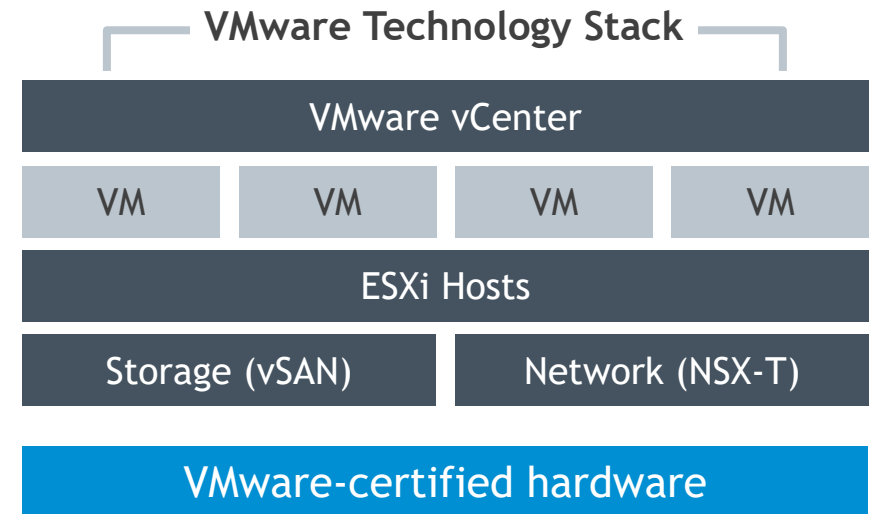 VMware Technology Stack
VMware vCenter
VM VM VM VM
ESXi Hosts
Storage (vSAN) Network (NSX-T)
VMware-certified hardware